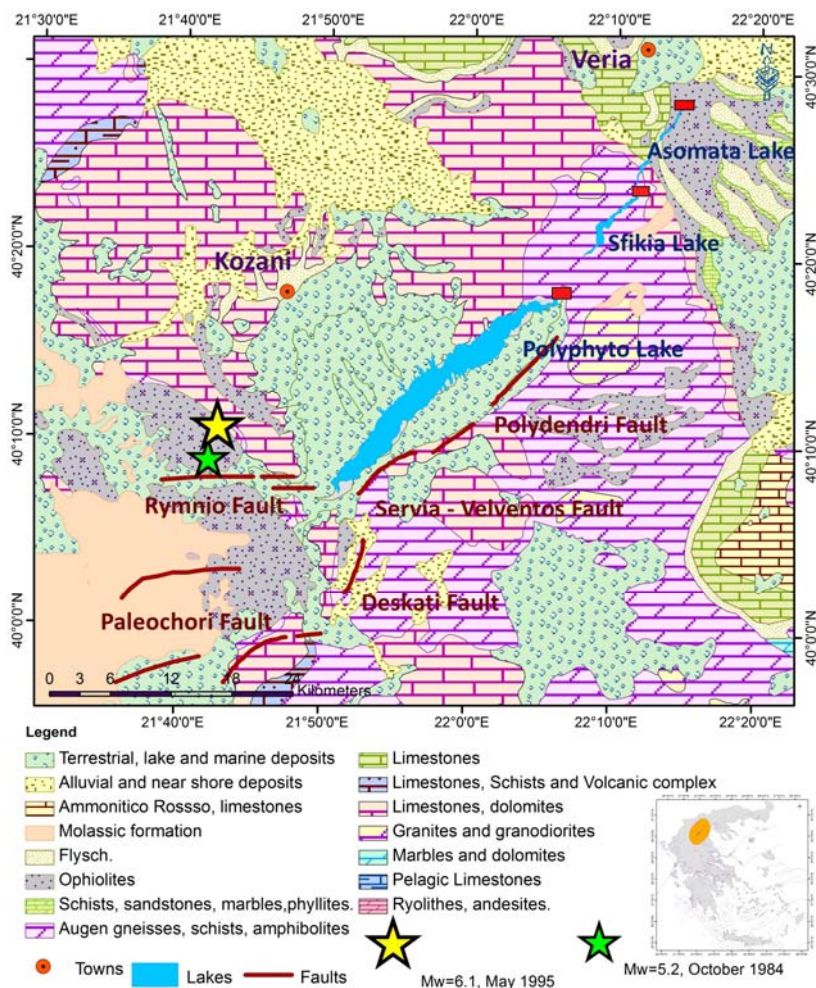 21°30'0"E 21°40'0"E 21°50'0"E 22°0'0"E 22°10'0"E 22°20'0"E
Veria
N
40°30'0"N
Asomata Lake
40°20'0"N
Kozani
Sfikia Lake
40°20'0"N
Polyphyto Lake
40°10'0"N
Polydendri Fault
40°10'0"N
Rymnio Fault
Servia - Velventos Fault
40°0'0"N
Paleochori Fault
Deskati Fault
40°0'0"N
0 3 6 12 18 24
Kilometers
21°40'0"E 21°50'0"E 22°0'0"E 22°10'0"E 22°20'0"E
Legend
Terrestrial, lake and marine deposits
Alluvial and near shore deposits
Ammonitico Rossso, limestones
Molassic formation
Flysch.
Ophiolites
Schists, sandstones, marbles,phyllites.
Augen gneisses, schists, amphibolites
Limestones
Limestones, Schists and Volcanic complex
Limestones, dolomites
Granites and granodiorites
Marbles and dolomites
Pelagic Limestones
Ryolithes, andesites.
Towns
Lakes
Faults
Mw=6.1, May 1995
Mw=5.2, October 1984